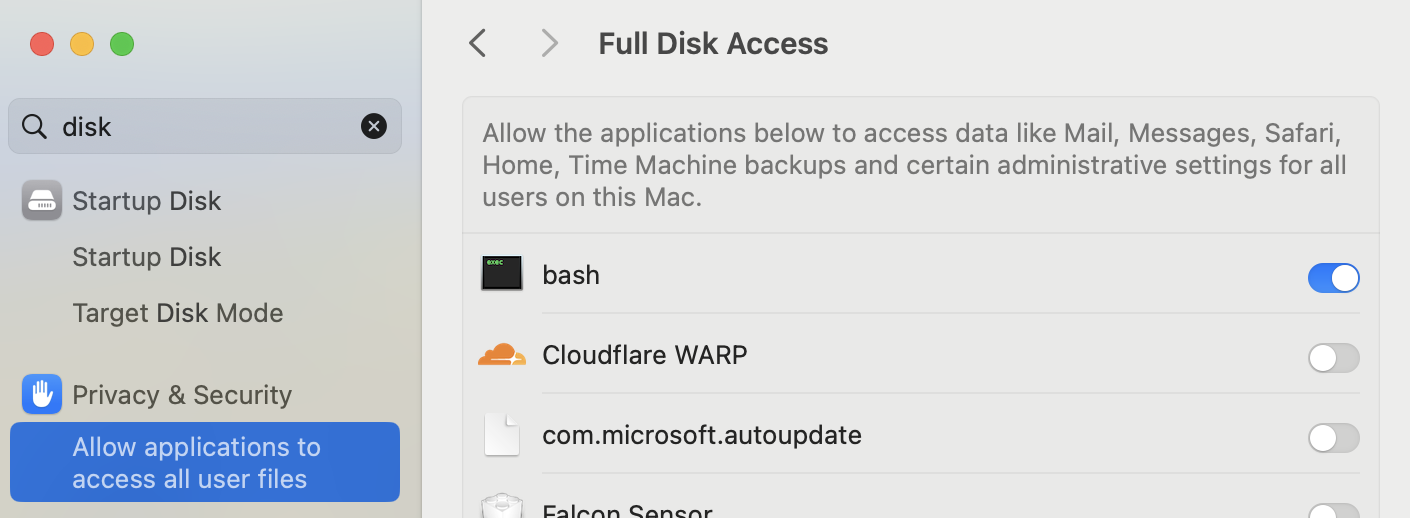 disk
Startup Disk
Startup Disk
Target Disk Mode
Privacy & Security
Allow applications to
access all user files
Full Disk Access
Allow the applications below to access data like Mail, Messages, Safari,
Home, Time Machine backups and certain administrative settings for all
users on this Mac.
exec
bash
Cloudflare WARP
com.microsoft.autoupdate
Falcon Sensor